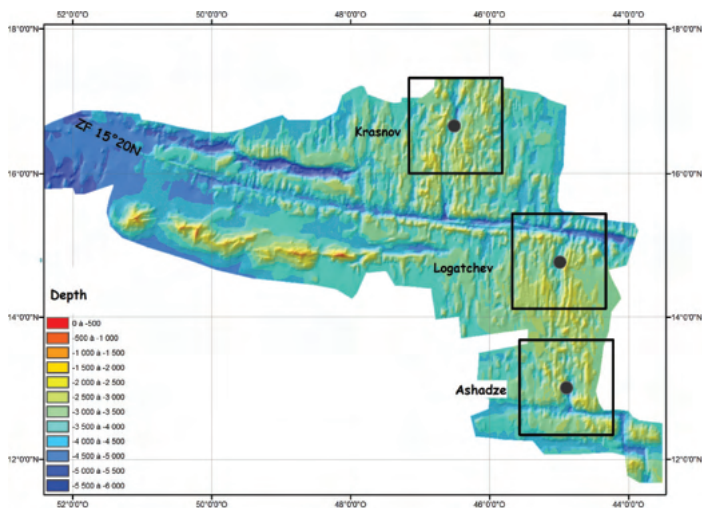 52°0'0"O 50°0'0"O 48°0'0"O 46°0'0"O 44°0'0"O
18°0'0"N 18°0'0"N
ZF 15°20N
Krasnov
16°0'0"N 16°0'0"N
Logatchev
Depth
14°0'0"N 14°0'0"N
0 à -500
-500 à -1 000
-1 000 à -1 500
-1 500 à -2 000
-2 000 à -2 500
-2 500 à -3 000
-3 000 à -3 500
-3 500 à -4 000
-4 000 à -4 500
-4 500 à -5 000
-5 000 à -5 500
-5 500 à -6 000
Ashadze
12°0'0"N 12°0'0"N
52°0'0"O 50°0'0"O 48°0'0"O 46°0'0"O 44°0'0"O